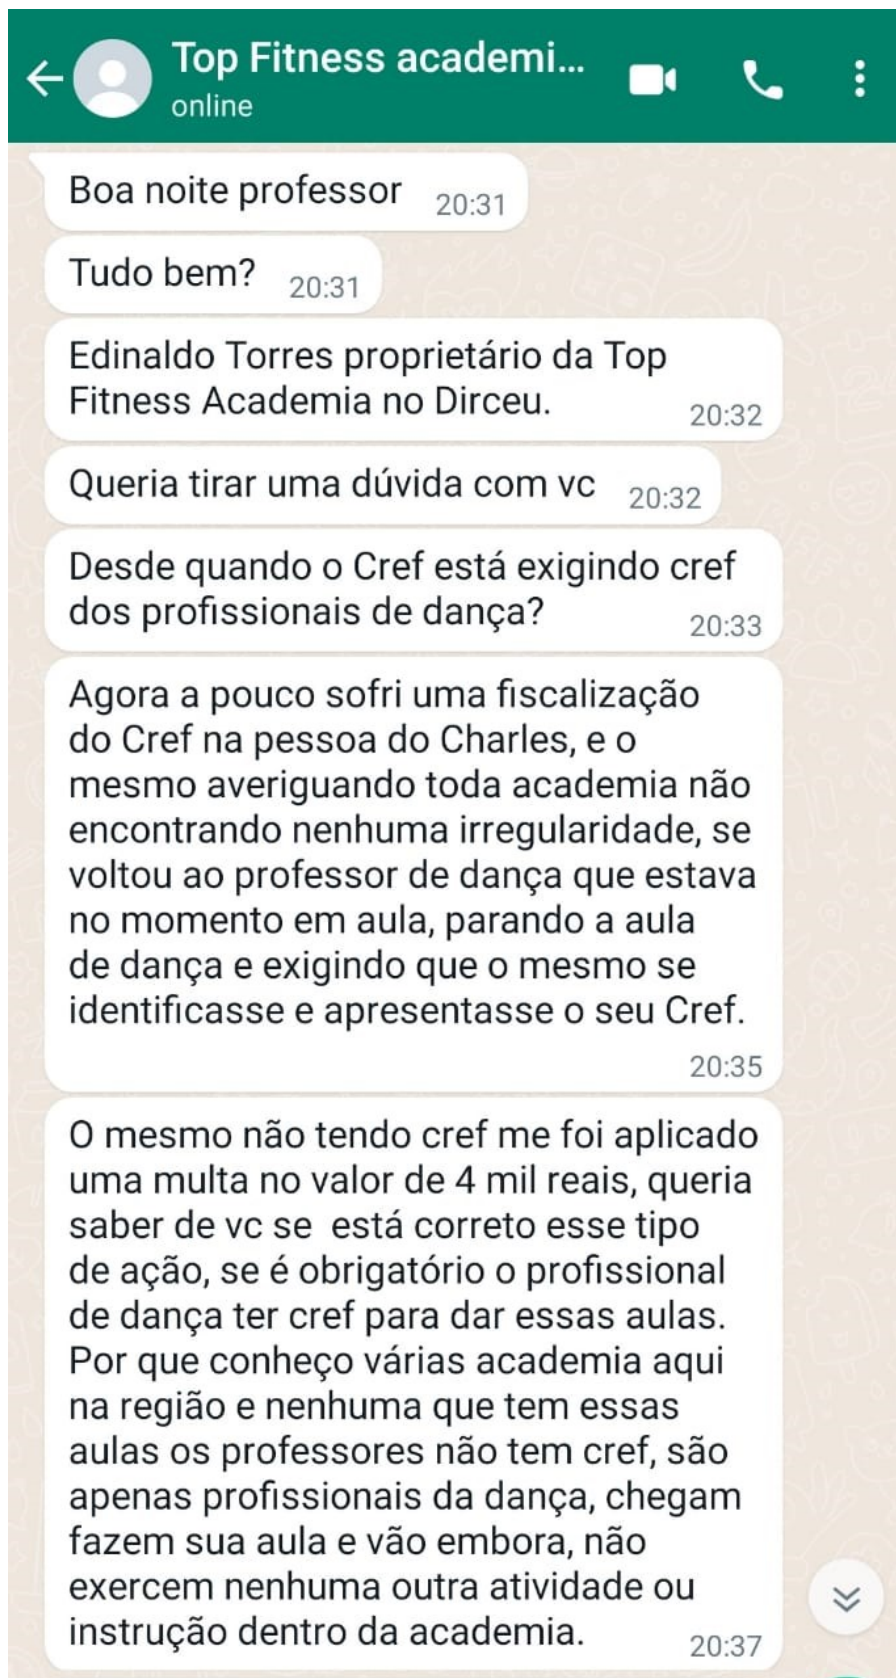 Top Fitness academi...
online
Boa noite professor 20:31
Tudo bem? 20:31
Edinaldo Torres proprietário da Top
Fitness Academia no Dirceu. 20:32
Queria tirar uma dúvida com vc 20:32
Desde quando o Cref está exigindo cref
dos profissionais de dança? 20:33
Agora a pouco sofri uma fiscalização
do Cref na pessoa do Charles, e o
mesmo averiguando toda academia não
encontrando nenhuma irregularidade, se
voltou ao professor de dança que estava
no momento em aula, parando a aula
de dança e exigindo que o mesmo se
identificasse e apresentasse o seu Cref.
20:35
O mesmo não tendo cref me foi aplicado
uma multa no valor de 4 mil reais, queria
saber de vc se está correto esse tipo
de ação, se é obrigatório o profissional
de dança ter cref para dar essas aulas.
Por que conheço várias academia aqui
na região e nenhuma que tem essas
aulas os professores não tem cref, são
apenas profissionais da dança, chegam
fazem sua aula e vão embora, não
exercem nenhuma outra atividade ou
instrução dentro da academia. 20:37